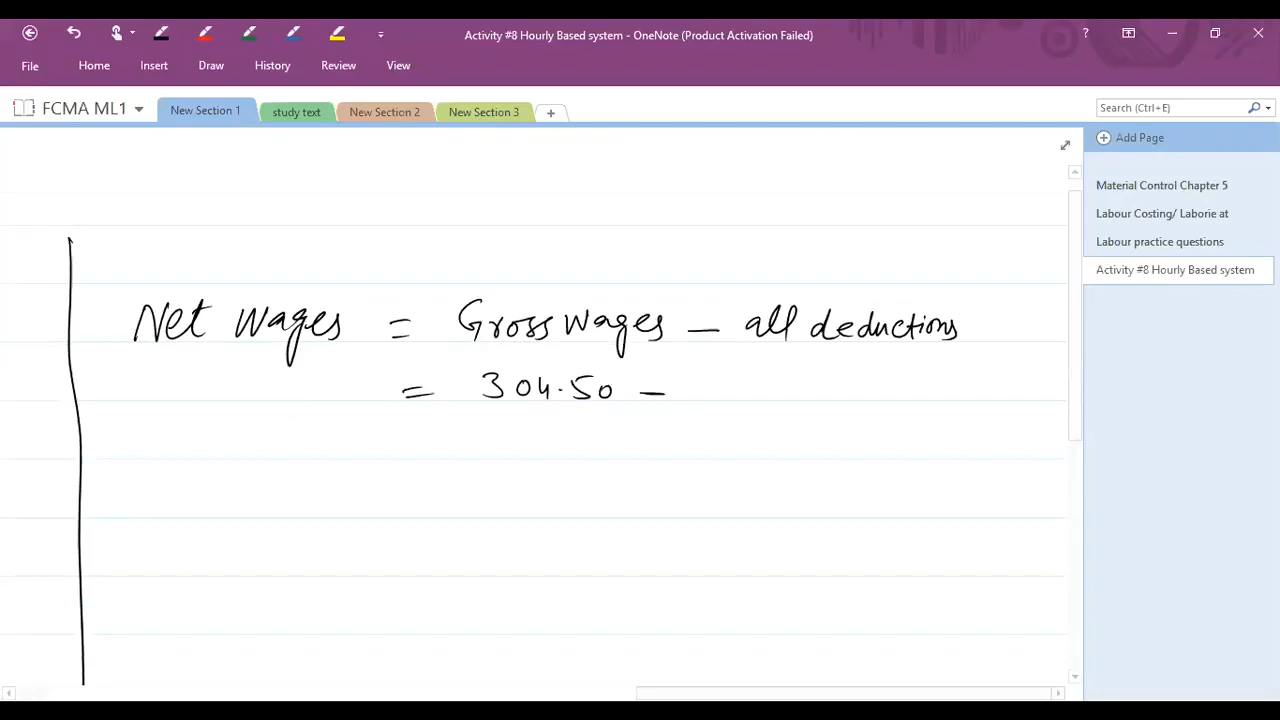 Activity #8 Hourly Based system - OneNote (Product Activation Failed)
?
File Home Insert Draw History Review View
FCMA ML1 New Section 1 study text New Section 2 New Section 3 +
Search (Ctrl+E)
Add Page
Material Control Chapter 5
Labour Costing/ Laborie at
Labour practice questions
Activity #8 Hourly Based system
Net wages = Gross wages – all deductions
= 304.50 –